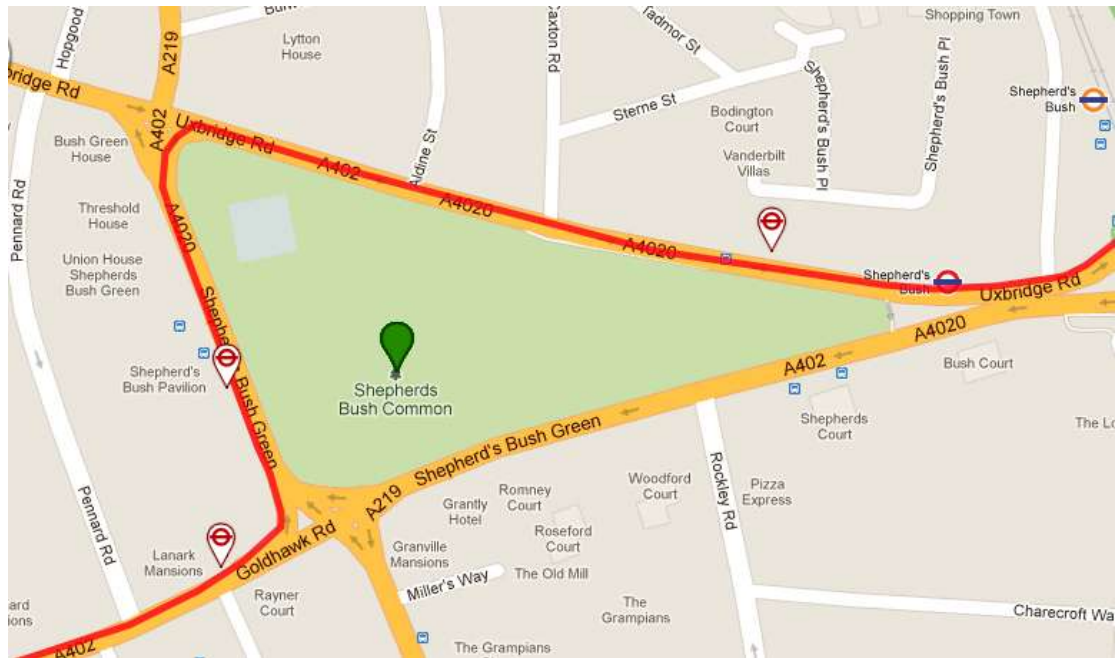 Hopgood
A219
Burw
Lytton
House
Caxton Rd
Tadmor St
Shopping Town
bridge Rd
A402
Uxbridge Rd
Aldine St
Sterne St
Shepherd's Bush Pl
Shepherd's Bush Pl
Shepherd's
Bush
Bush Green
House
A402
Bodington
Court
Vanderbilt
Villas
Pennard Rd
Threshold
House
A4020
A4020
Union House
Shepherds
Bush Green
A4020
Shepherd's
Bush
Uxbridge Rd
Shepherd's Bush Green
A4020
Shepherd's
Bush Pavilion
Shepherds
Bush Common
A402
Bush Court
Shepherd's Bush Green
Shepherds
Court
The Lo
Pennard Rd
A219
Grantly
Hotel
Romney
Court
Woodford
Court
Rockley Rd
Pizza
Express
Lanark
Mansions
Goldhawk Rd
Granville
Mansions
Roseford
Court
The Old Mill
Rayner
Court
Miller's Way
The
Grampians
Charecroft Wa
ard
ions
A402
The Grampians